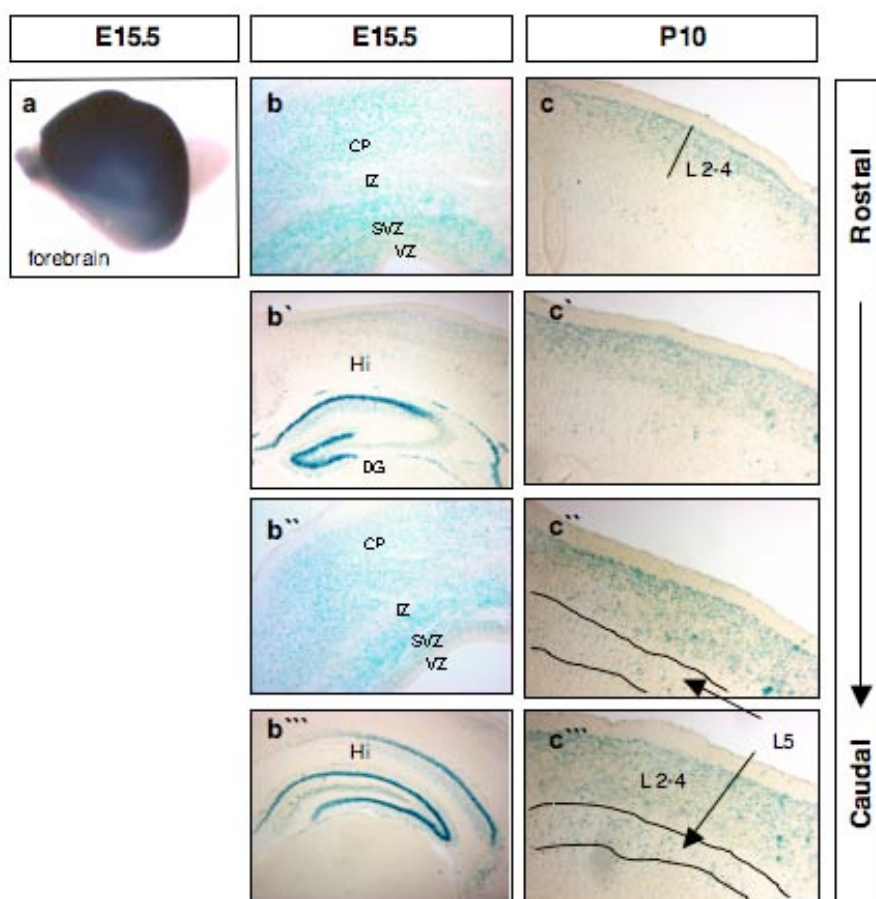 E15.5 E15.5 P10
a
forebrain
b
CP
IZ
SVZ
VZ
c
L 2-4
b`
Hi
DG
c`
b``
CP
IZ
SVZ
VZ
c``
b```
Hi
c```
L 2-4
L5
Rostral
Caudal